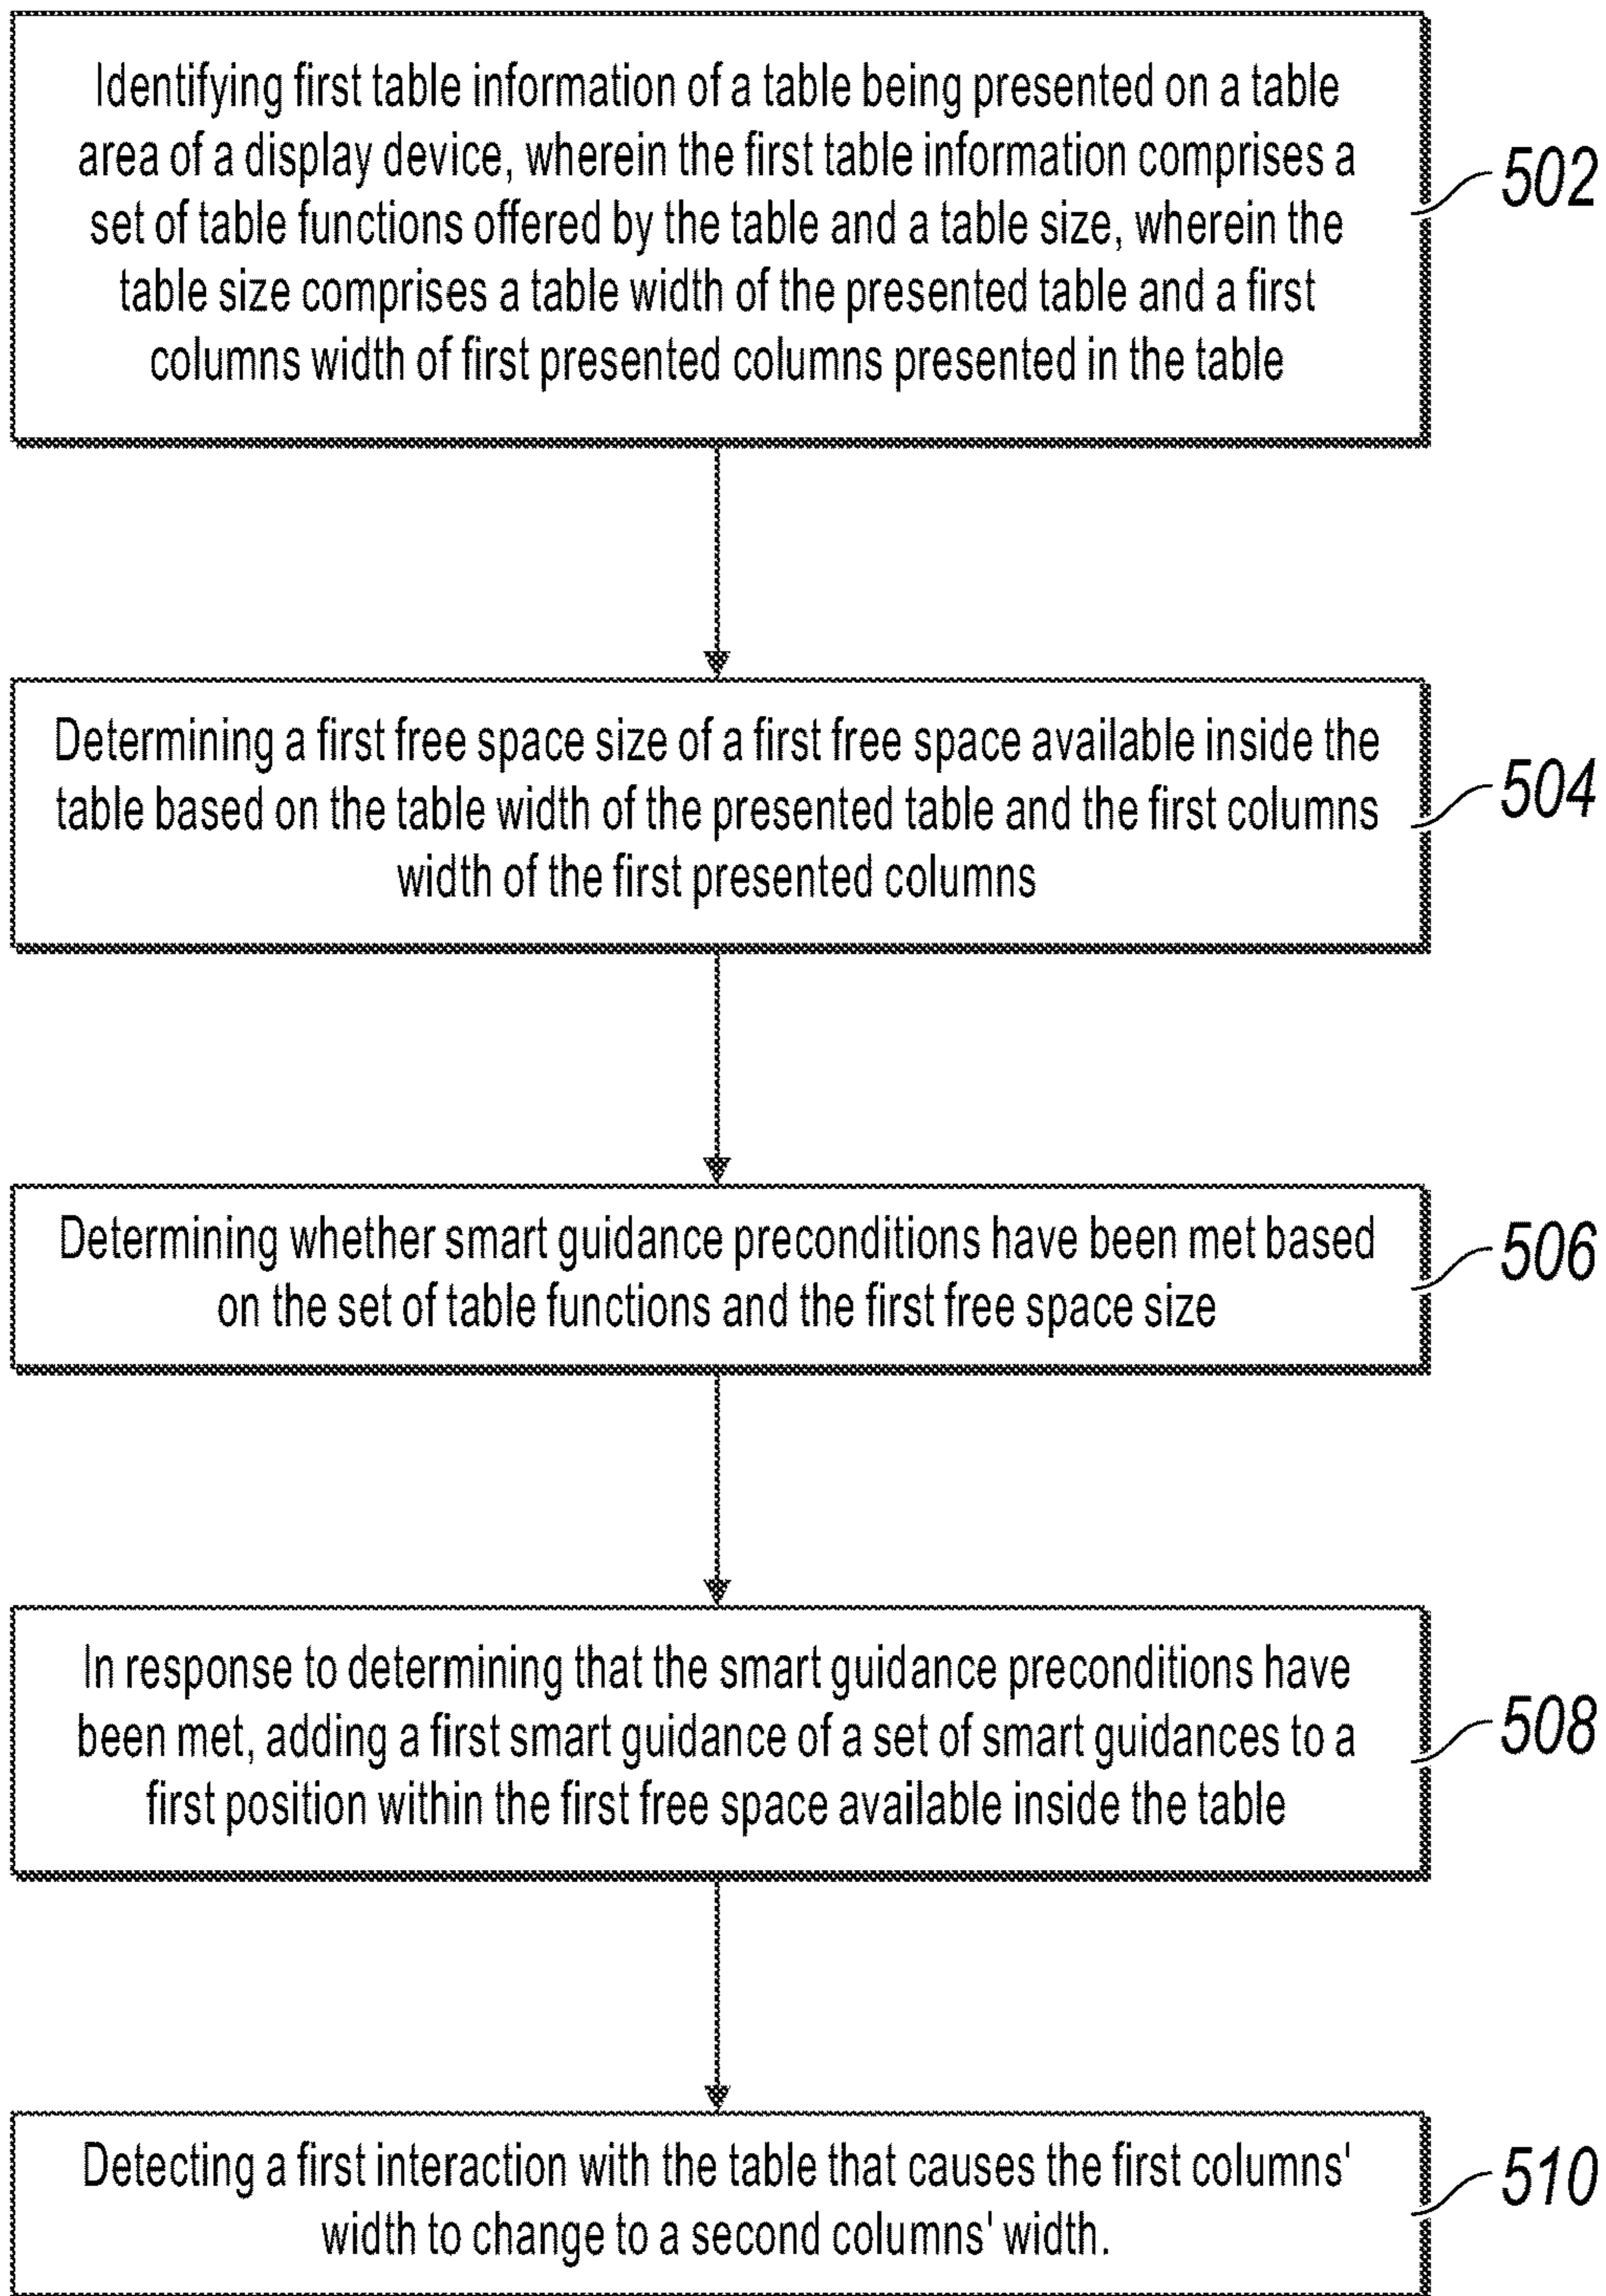 Identifying first table information of a table being presented on a table
area of a display device, wherein the first table information comprises a
set of table functions offered by the table and a table size, wherein the
table size comprises a table width of the presented table and a first
columns width of first presented columns presented in the table
502
Determining a first free space size of a first free space available inside the
table based on the table width of the presented table and the first columns
width of the first presented columns
504
Determining whether smart guidance preconditions have been met based
on the set of table functions and the first free space size
506
In response to determining that the smart guidance preconditions have
been met, adding a first smart guidance of a set of smart guidances to a
first position within the first free space available inside the table
508
Detecting a first interaction with the table that causes the first columns'
width to change to a second columns' width.
510